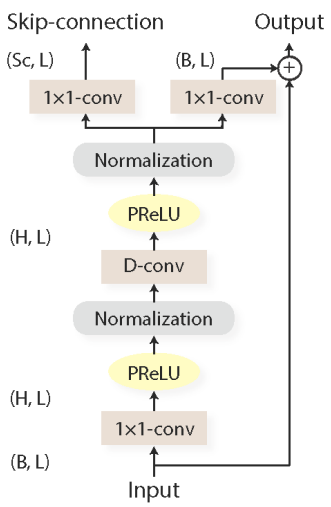 Skip-connection
Output
(Sc, L)
(B, L)
+
1×1-conv
1×1-conv
Normalization
PReLU
(H, L)
D-conv
Normalization
PReLU
(H, L)
1×1-conv
(B, L)
Input